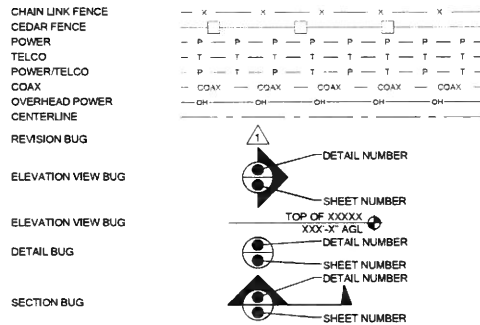 CHAIN LINK FENCE — X — X — X — X —
CEDAR FENCE
POWER — P — P — P — P — P — P — P —
TELCO — T — T — T — T — T — T — T —
POWER/TELCO — P — T — P — T — P — T — P —
COAX — COAX — COAX — COAX — COAX — COAX —
OVERHEAD POWER — OH — OH — OH — OH — OH —
CENTERLINE
REVISION BUG 1
DETAIL NUMBER
ELEVATION VIEW BUG
SHEET NUMBER
TOP OF XXXXX
ELEVATION VIEW BUG
XXX'-X" AGL
DETAIL NUMBER
DETAIL BUG
SHEET NUMBER
DETAIL NUMBER
SECTION BUG
SHEET NUMBER